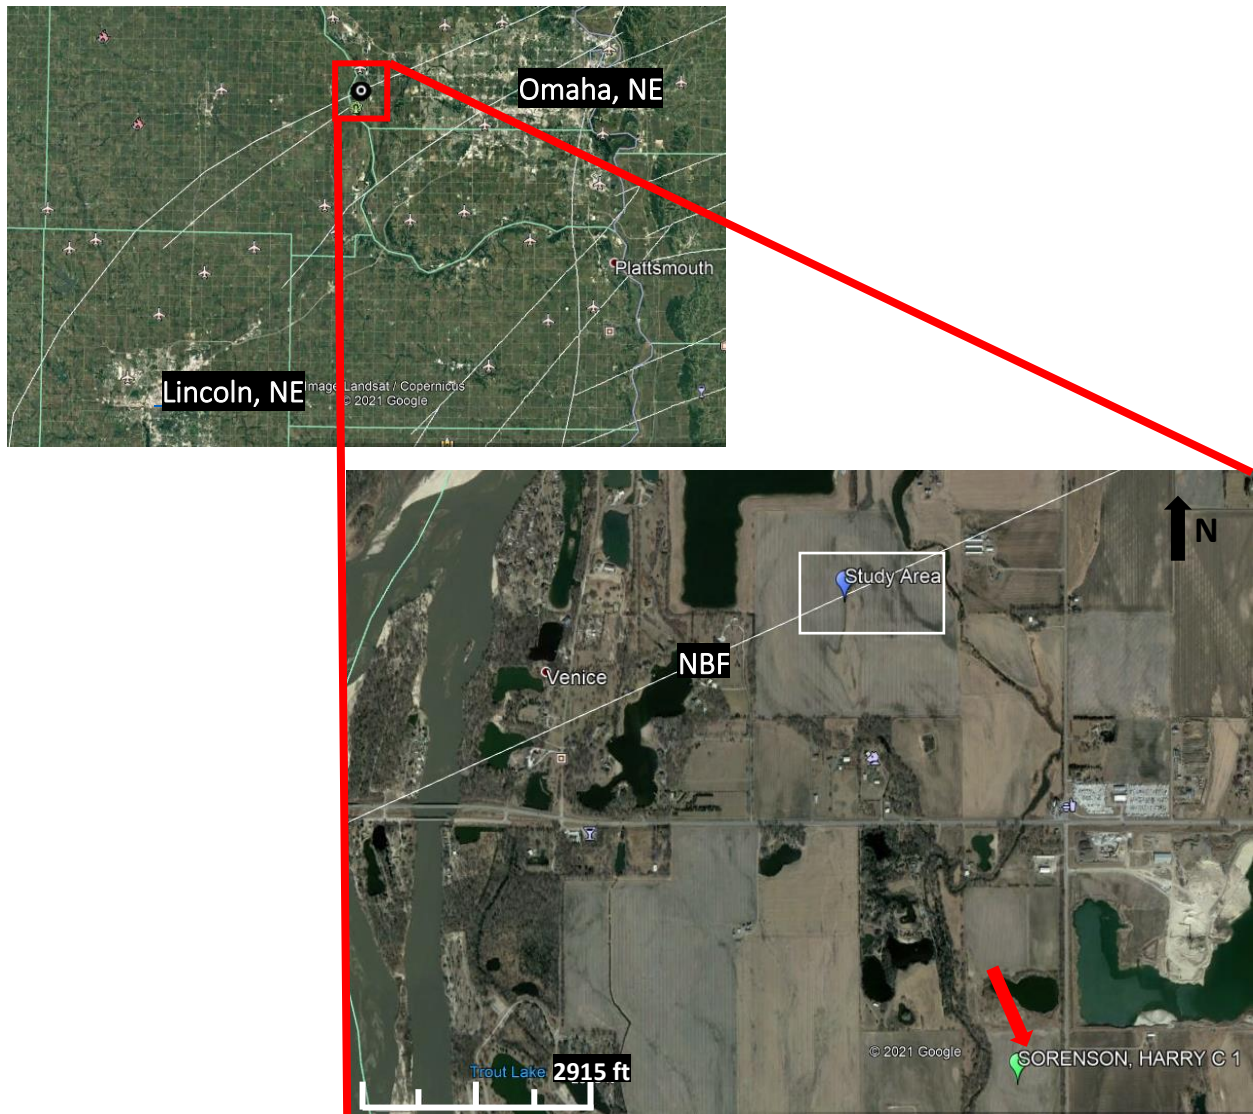 Omaha, NE
Plattsmouth
Lincoln, NE
Image Landsat / Copernicus
© 2021 Google
N
Study Area
NBF
Venice
© 2021 Google
SORENSON, HARRY C 1
Trout Lake
2915 ft